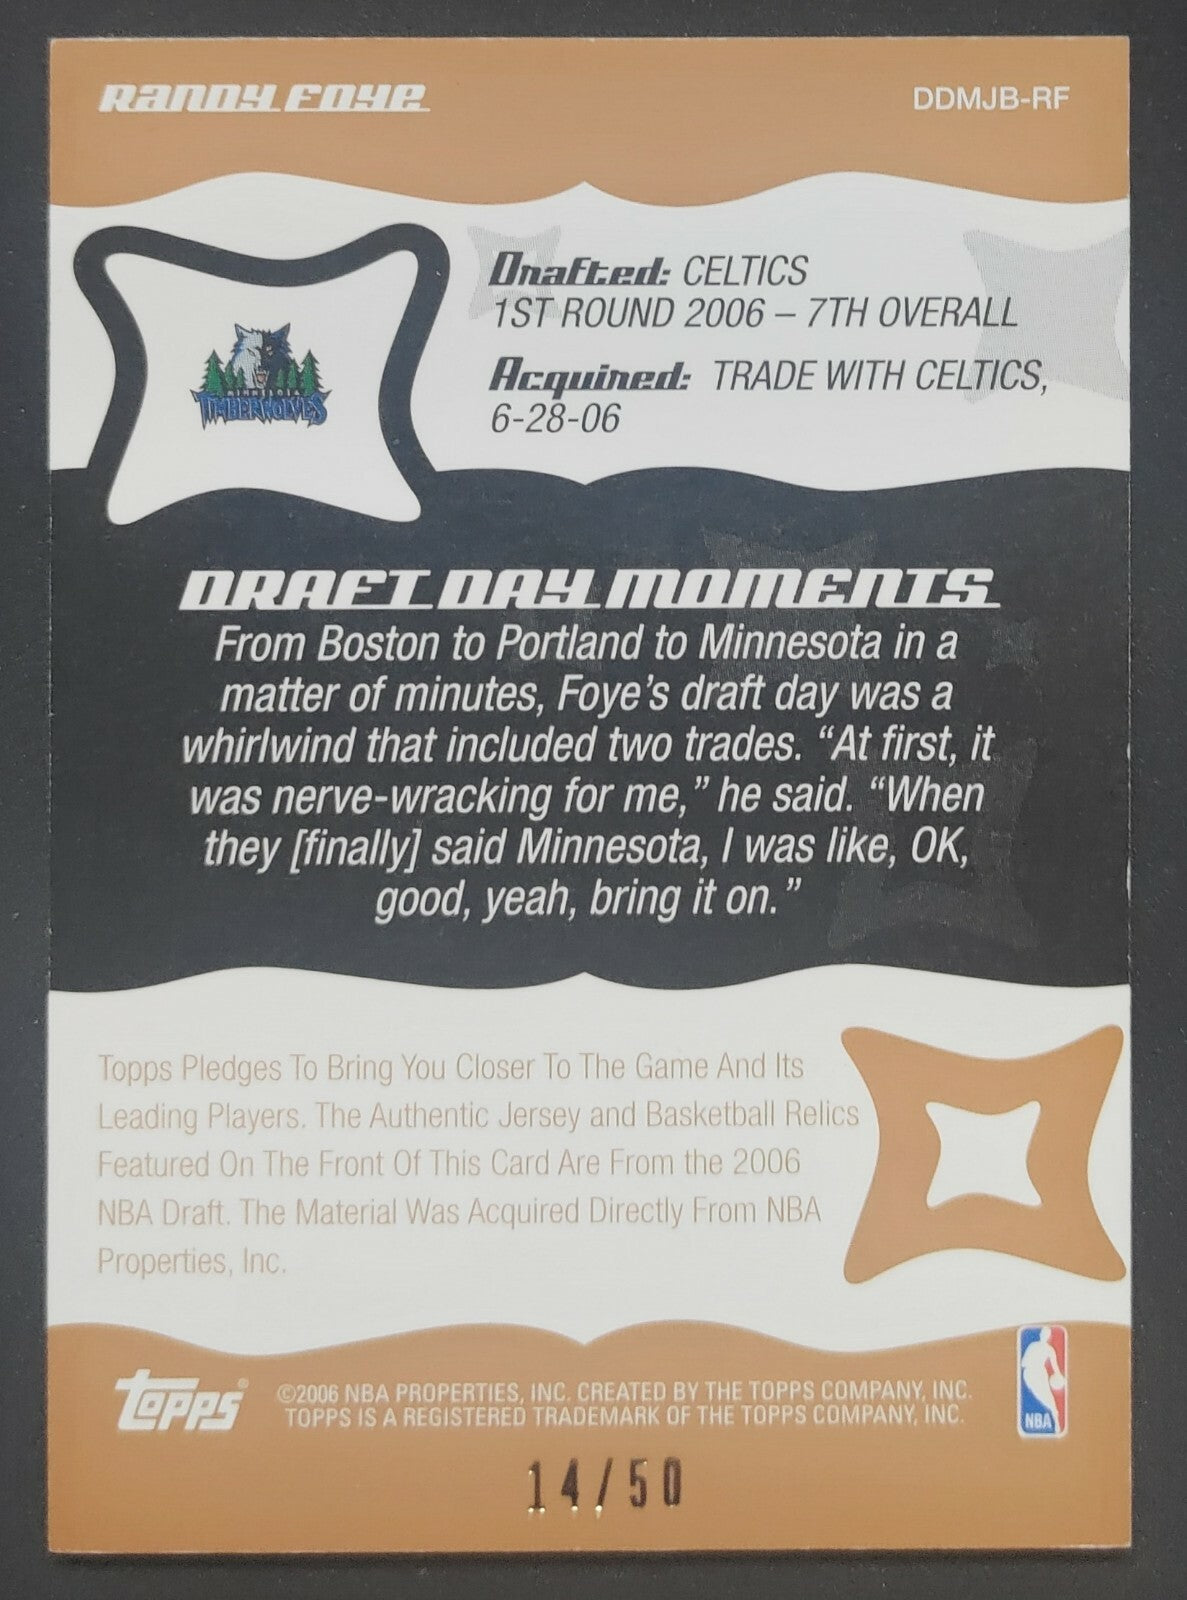 Randy Foye
DDMJB-RF
Drafted: CELTICS
1ST ROUND 2006 – 7TH OVERALL
Acquired: TRADE WITH CELTICS,
6-28-06
MINNESOTA
TIMBERWOLVES
DRAFT DAY MOMENTS
From Boston to Portland to Minnesota in a
matter of minutes, Foye's draft day was a
whirlwind that included two trades. “At first, it
was nerve-wracking for me,” he said. “When
they [finally] said Minnesota, I was like, OK,
good, yeah, bring it on.”
Topps Pledges To Bring You Closer To The Game And Its
Leading Players. The Authentic Jersey and Basketball Relics
Featured On The Front Of This Card Are From the 2006
NBA Draft. The Material Was Acquired Directly From NBA
Properties, Inc.
Topps®
©2006 NBA PROPERTIES, INC. CREATED BY THE TOPPS COMPANY, INC.
TOPPS IS A REGISTERED TRADEMARK OF THE TOPPS COMPANY, INC.
NBA
14/50